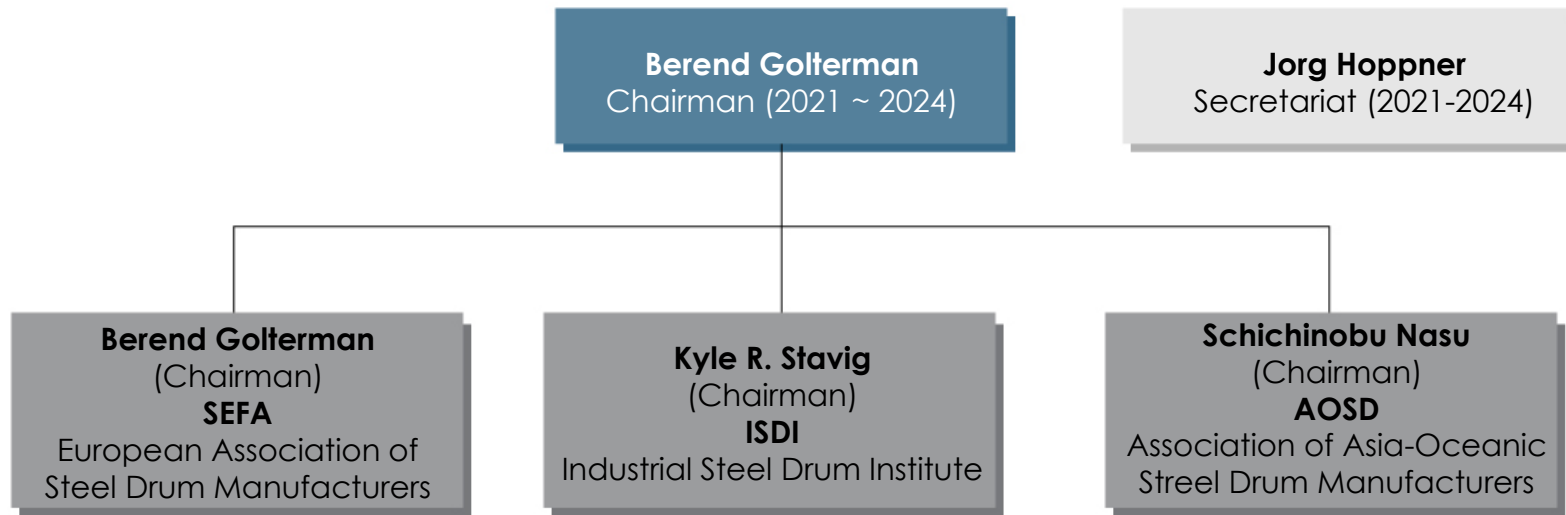 Berend Golterman
Chairman (2021 ~ 2024)
Jorg Hoppner
Secretariat (2021-2024)
Berend Golterman
(Chairman)
SEFA
European Association of
Steel Drum Manufacturers
Kyle R. Stavig
(Chairman)
ISDI
Industrial Steel Drum Institute
Schichinobu Nasu
(Chairman)
AOSD
Association of Asia-Oceanic
Streel Drum Manufacturers